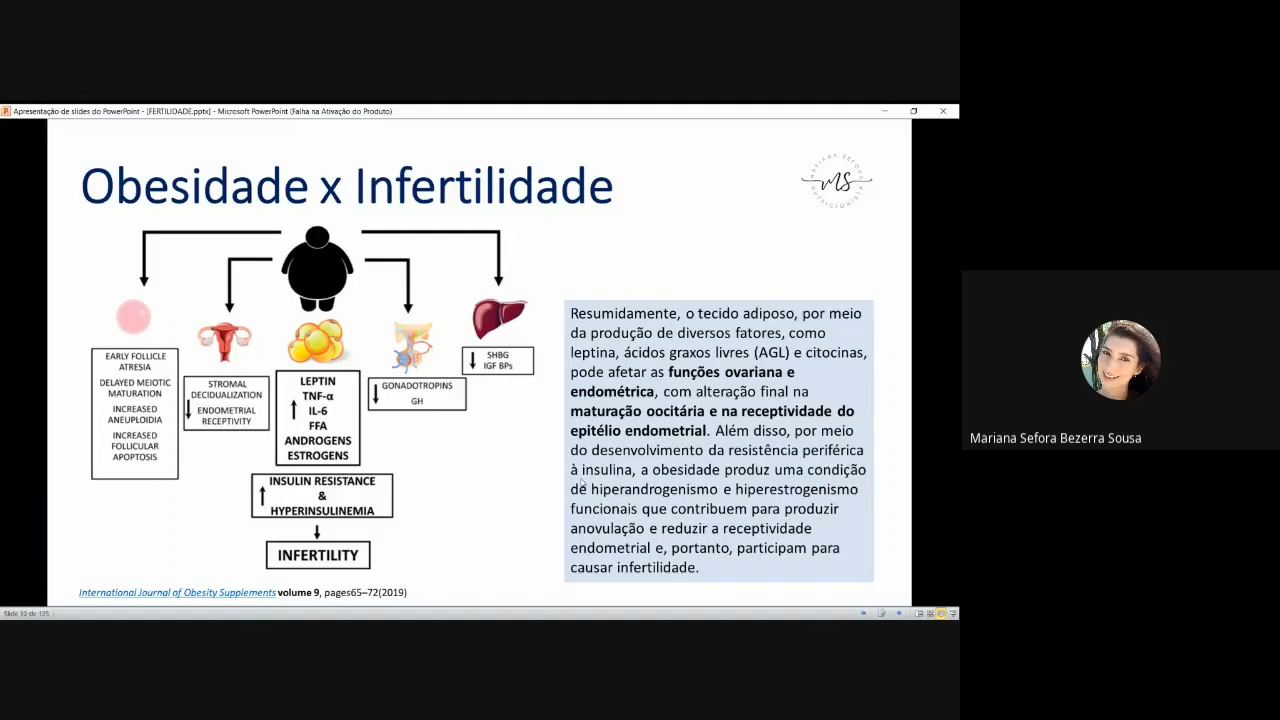 Apresentação de slides do PowerPoint - [FERTILIDADE.pptx] - Microsoft PowerPoint (Falha na Ativação do Produto)
Obesidade x Infertilidade
MARIANA SEFORA
MS
NUTRICIONISTA
EARLY FOLLICLE
ATRESIA
DELAYED MEIOTIC
MATURATION
INCREASED
ANEUPLOIDIA
INCREASED
FOLLICULAR
APOPTOSIS
STROMAL
DECIDUALIZATION
ENDOMETRIAL
RECEPTIVITY
LEPTIN
TNF-α
IL-6
FFA
ANDROGENS
ESTROGENS
GONADOTROPINS
GH
SHBG
IGF BPs
INSULIN RESISTANCE
&
HYPERINSULINEMIA
INFERTILITY
Resumidamente, o tecido adiposo, por meio
da produção de diversos fatores, como
leptina, ácidos graxos livres (AGL) e citocinas,
pode afetar as funções ovariana e
endométrica, com alteração final na
maturação oocitária e na receptividade do
epitélio endometrial. Além disso, por meio
do desenvolvimento da resistência periférica
à insulina, a obesidade produz uma condição
de hiperandrogenismo e hiperestrogenismo
funcionais que contribuem para produzir
anovulação e reduzir a receptividade
endometrial e, portanto, participam para
causar infertilidade.
International Journal of Obesity Supplements volume 9, pages65–72(2019)
Slide 50 de 125
Mariana Sefora Bezerra Sousa